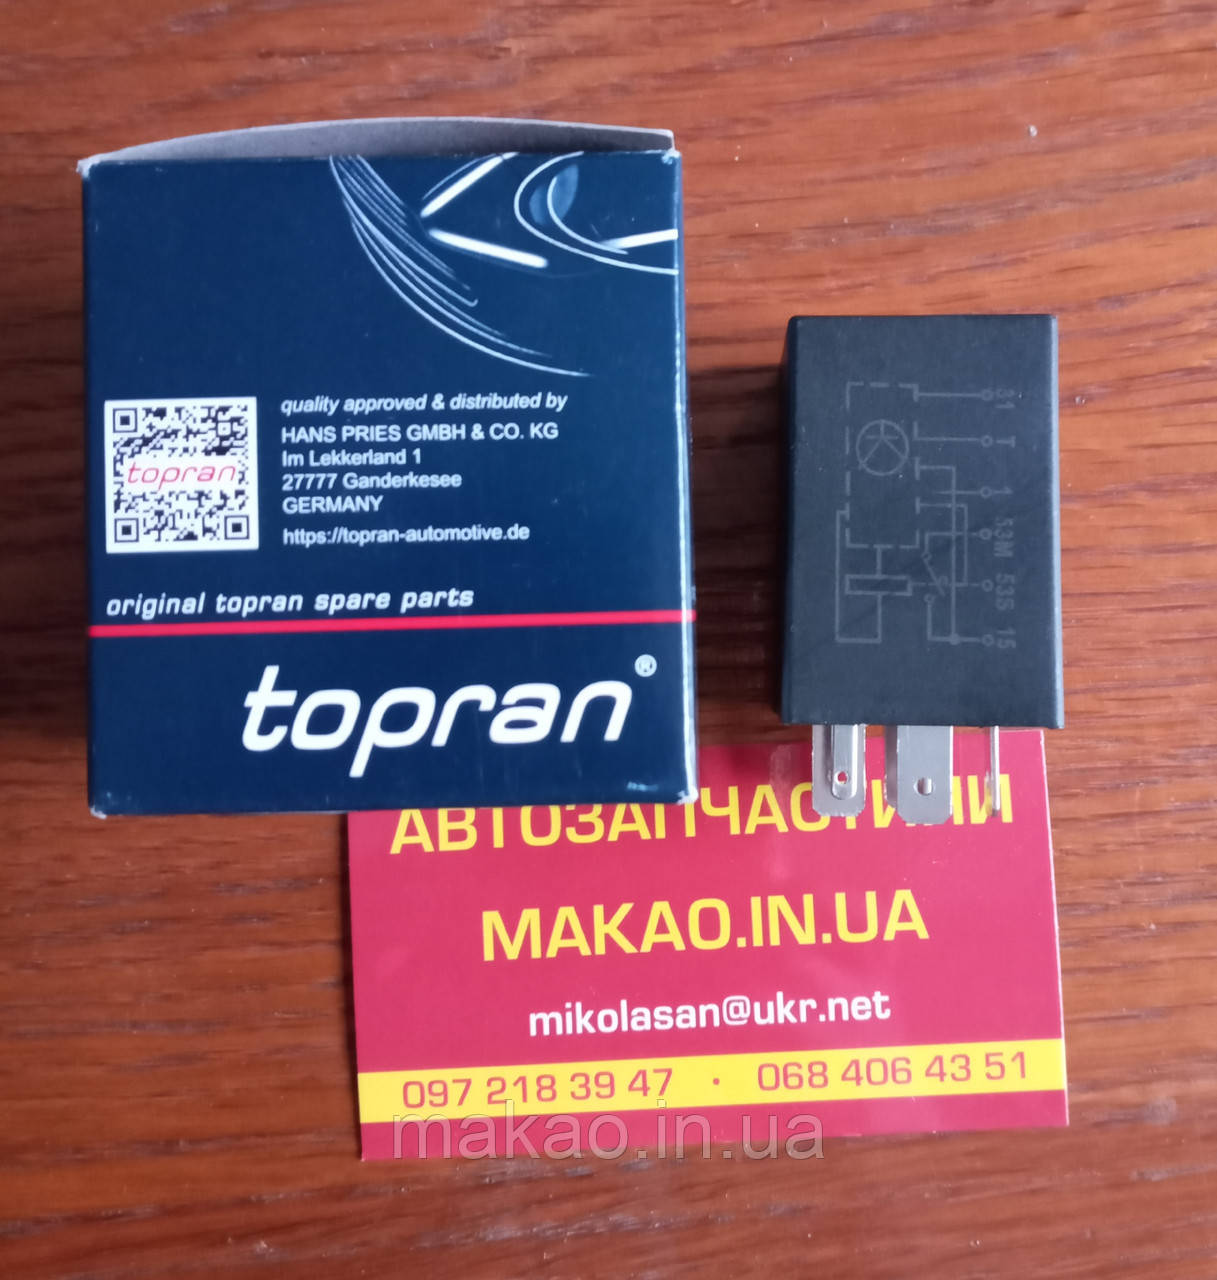 quality approved & distributed by
HANS PRIES GMBH & CO. KG
Im Lekkerland 1
27777 Ganderkesee
GERMANY
https://topran-automotive.de
topran
original topran spare parts
topran®
31
T
1
53M
53S
15
АВТОЗАПЧАСТИНИ
МАКАО.IN.UA
mikolasan@ukr.net
097 218 39 47 · 068 406 43 51
makao.in.ua